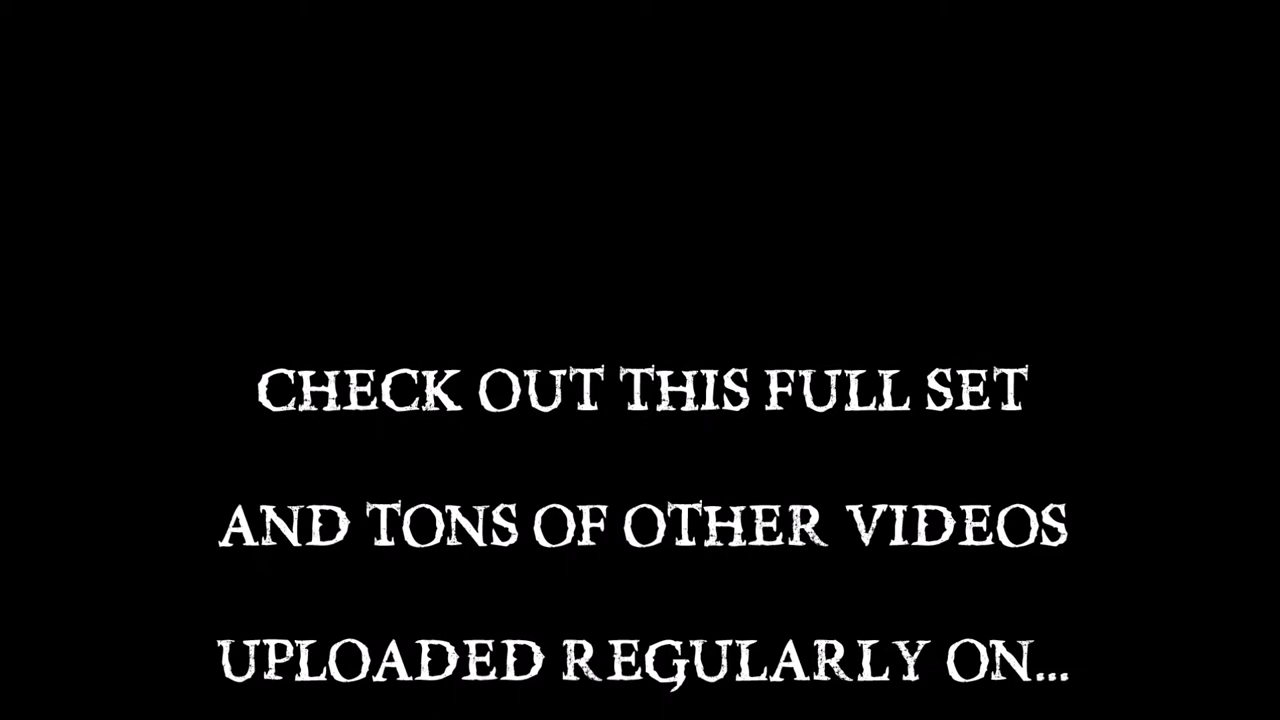 CHECK OUT THIS FULL SET
AND TONS OF OTHER VIDEOS
UPLOADED REGULARLY ON...